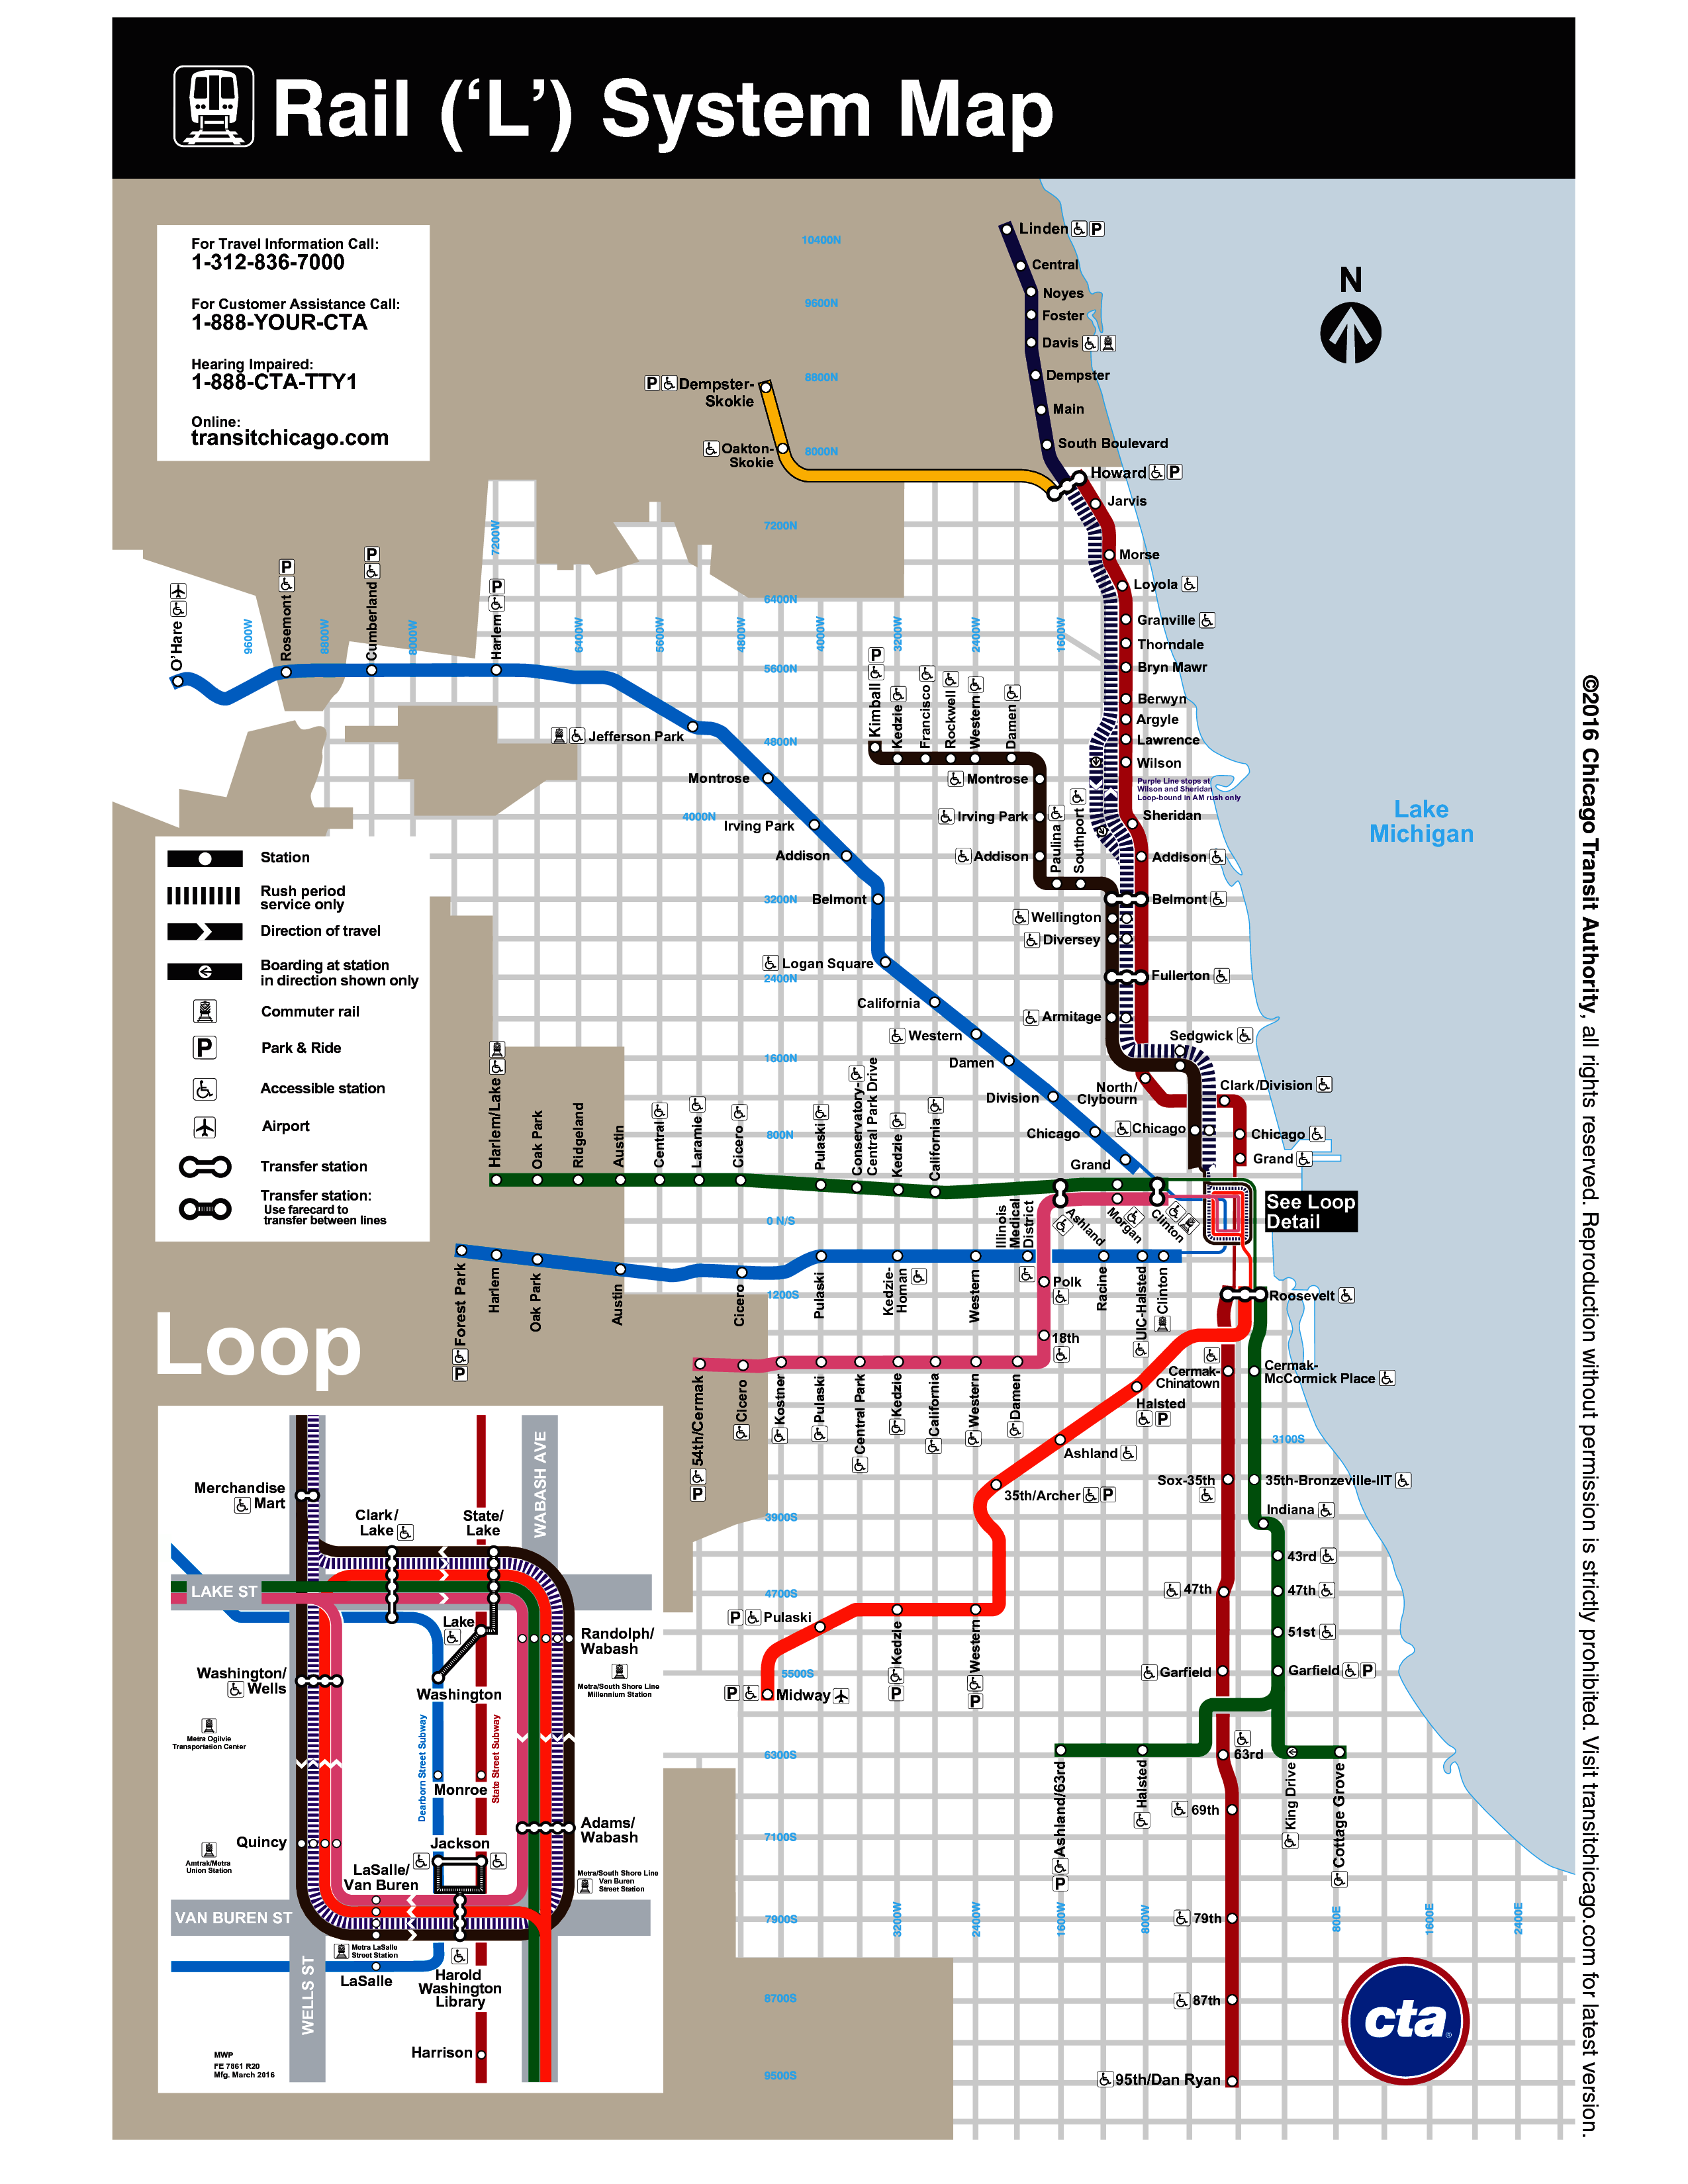 Rail (‘L’) System Map
For Travel Information Call:
1-312-836-7000
For Customer Assistance Call:
1-888-YOUR-CTA
Hearing Impaired:
1-888-CTA-TTY1
Online:
transitchicago.com
N
Lake
Michigan
10400N
9600N
8800N
8000N
7200N
6400N
5600N
4800N
4000N
3200N
2400N
1600N
800N
0 N/S
1200S
3100S
3900S
4700S
5500S
6300S
7100S
7900S
8700S
9500S
9600W
8800W
8000W
7200W
6400W
5600W
4800W
4000W
3200W
2400W
1600W
3200W
2400W
1600W
800W
800E
1600E
2400E
Linden
P
Central
Noyes
Foster
Davis
Dempster
Main
South Boulevard
Howard
P
P
Dempster-
Skokie
Oakton-
Skokie
Jarvis
Morse
Loyola
Granville
Thorndale
Bryn Mawr
Berwyn
Argyle
Lawrence
Wilson
Purple Line stops at
Wilson and Sheridan
Loop-bound in AM rush only
Sheridan
Addison
Belmont
Fullerton
North/
Clybourn
Clark/Division
Chicago
Grand
O’Hare
Rosemont
P
Cumberland
P
Harlem
P
Jefferson Park
Montrose
Irving Park
Addison
Belmont
Logan Square
California
Western
Damen
Division
Chicago
Grand
Kimball
P
Kedzie
Francisco
Rockwell
Western
Damen
Montrose
Irving Park
Addison
Paulina
Southport
Wellington
Diversey
Armitage
Sedgwick
Chicago
Harlem/Lake
Oak Park
Ridgeland
Austin
Central
Laramie
Cicero
Pulaski
Conservatory-
Central Park Drive
Kedzie
California
Ashland
Morgan
Clinton
See Loop
Detail
Forest Park
P
Harlem
Oak Park
Austin
Cicero
Pulaski
Kedzie-
Homan
Western
Illinois
Medical
District
Racine
UIC-Halsted
Clinton
Polk
18th
54th/Cermak
P
Cicero
Kostner
Pulaski
Central Park
Kedzie
California
Western
Damen
Roosevelt
Cermak-
Chinatown
Cermak-
McCormick Place
Halsted
P
Ashland
35th/Archer
P
Western
P
Kedzie
P
P
Pulaski
P
Midway
Sox-35th
35th-Bronzeville-IIT
Indiana
43rd
47th
47th
51st
Garfield
Garfield
P
63rd
69th
79th
87th
95th/Dan Ryan
Ashland/63rd
P
Halsted
King Drive
Cottage Grove
Station
Rush period
service only
Direction of travel
Boarding at station
in direction shown only
Commuter rail
P
Park & Ride
Accessible station
Airport
Transfer station
Transfer station:
Use farecard to
transfer between lines
Loop
Merchandise
Mart
Clark/
Lake
State/
Lake
WABASH AVE
LAKE ST
Lake
Randolph/
Wabash
Metra/South Shore Line
Millennium Station
Washington/
Wells
Washington
Metra Ogilvie
Transportation Center
Dearborn Street Subway
State Street Subway
Monroe
Quincy
Jackson
Adams/
Wabash
Amtrak/Metra
Union Station
LaSalle/
Van Buren
Metra/South Shore Line
Van Buren
Street Station
VAN BUREN ST
Metra LaSalle
Street Station
LaSalle
WELLS ST
Harold
Washington
Library
Harrison
MWP
FE 7861 R20
Mfg. March 2016
cta
®
©2016 Chicago Transit Authority, all rights reserved. Reproduction without permission is strictly prohibited. Visit transitchicago.com for latest version.